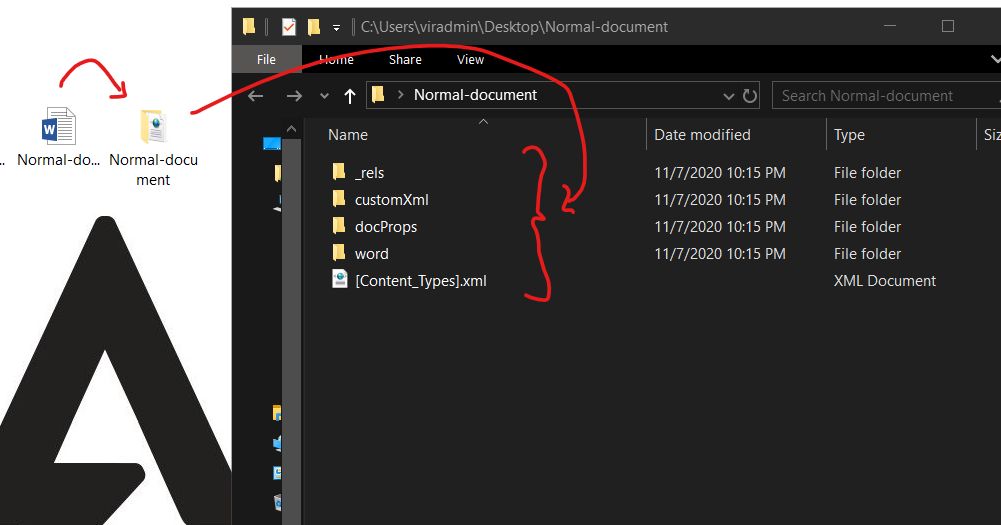 C:\Users\viradmin\Desktop\Normal-document
File Home Share View
Normal-document
Search Normal-document
Name Date modified Type Siz
_rels 11/7/2020 10:15 PM File folder
customXml 11/7/2020 10:15 PM File folder
docProps 11/7/2020 10:15 PM File folder
word 11/7/2020 10:15 PM File folder
[Content_Types].xml XML Document
... Normal-do... Normal-docu
ment
W